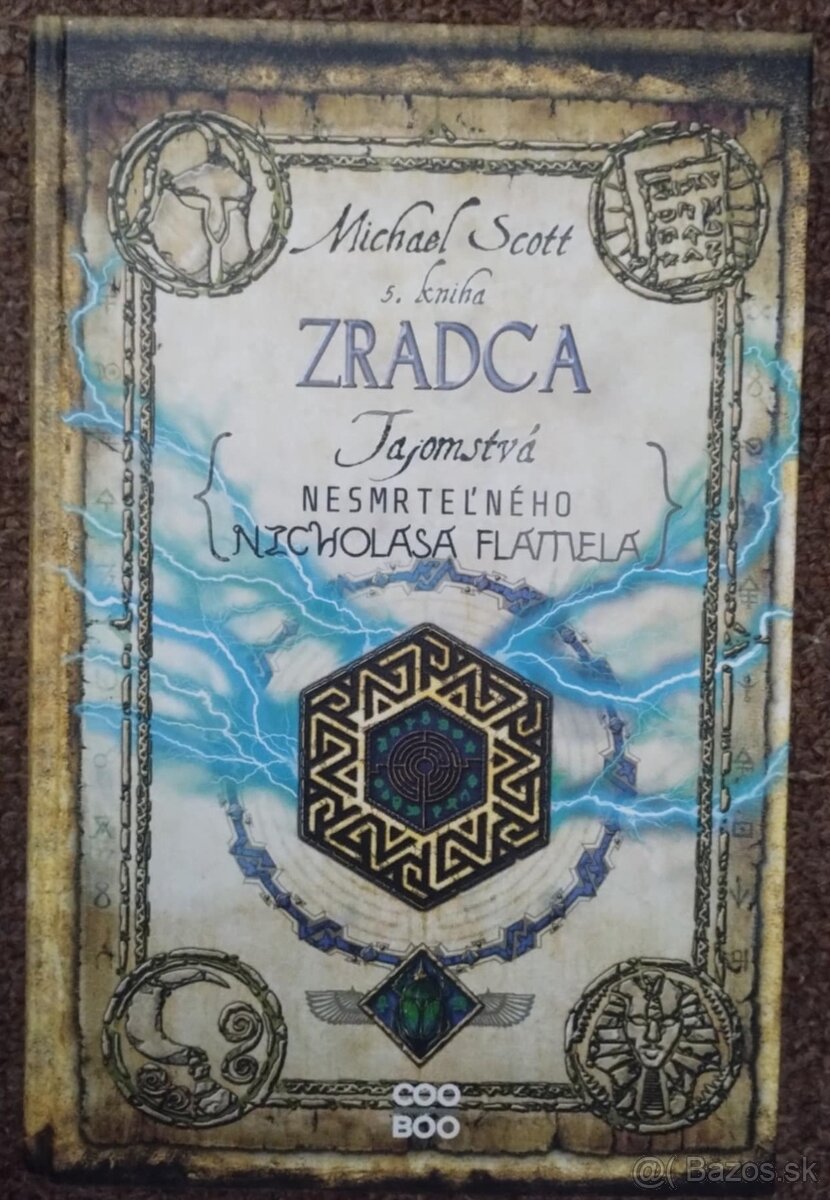 Michael Scott
5. kniha
ZRADCA
Tajomstvá
NESMRTEĽNÉHO
NICHOLASA FLAMELA
COO
BOO
@( Bazos.sk